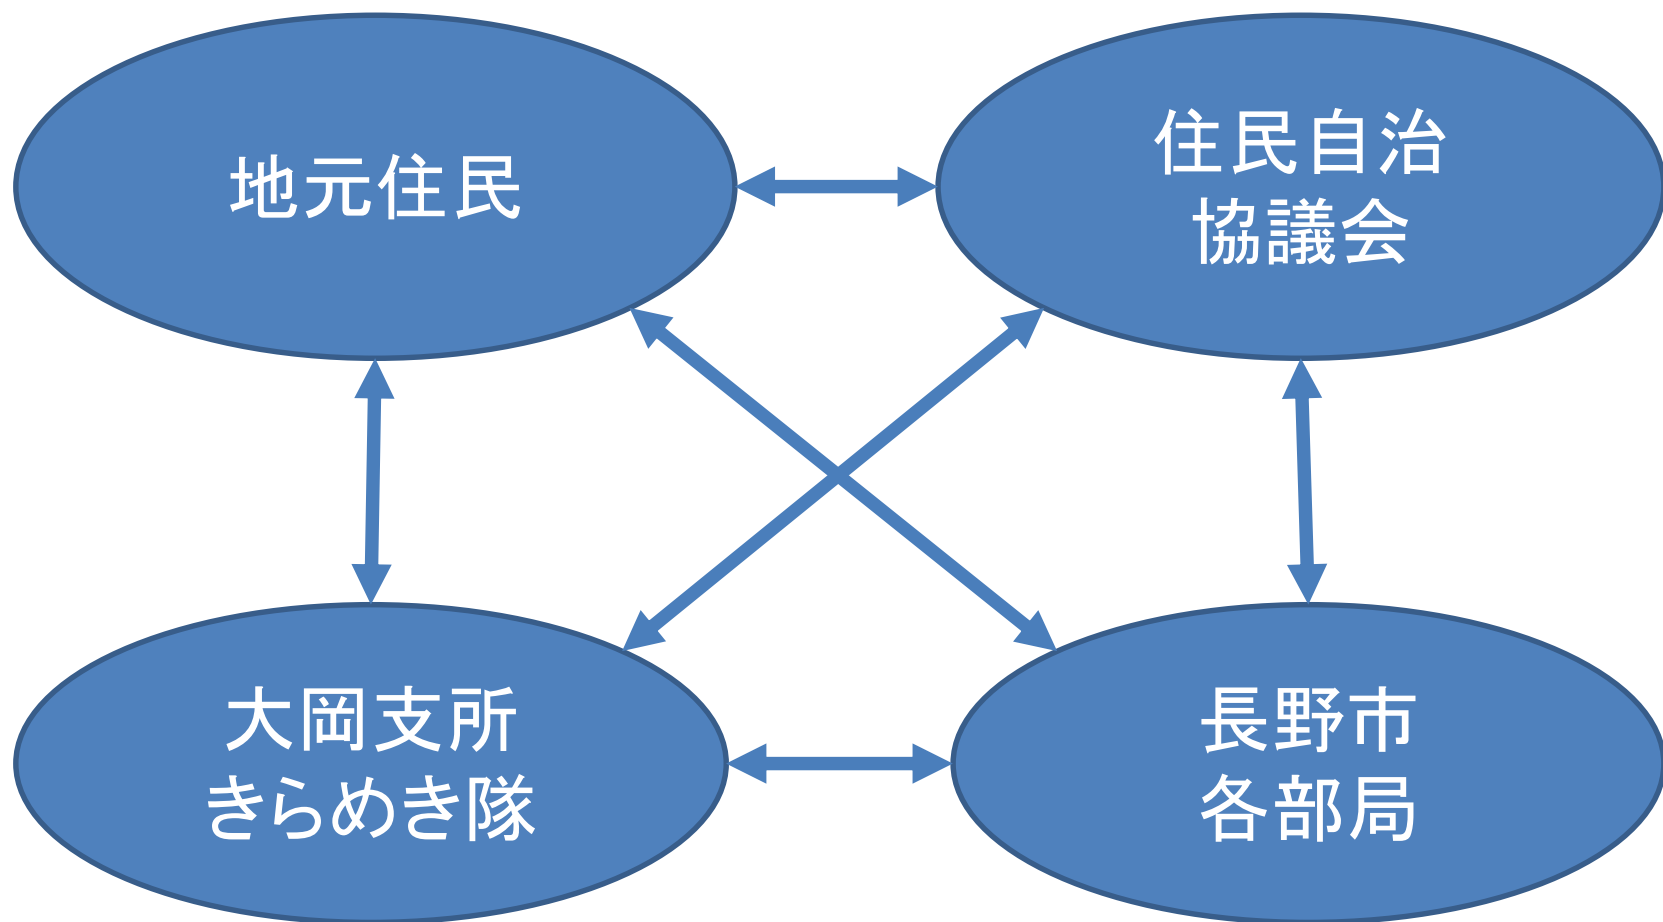 地元住民
住民自治
協議会
大岡支所
きらめき隊
長野市
各部局